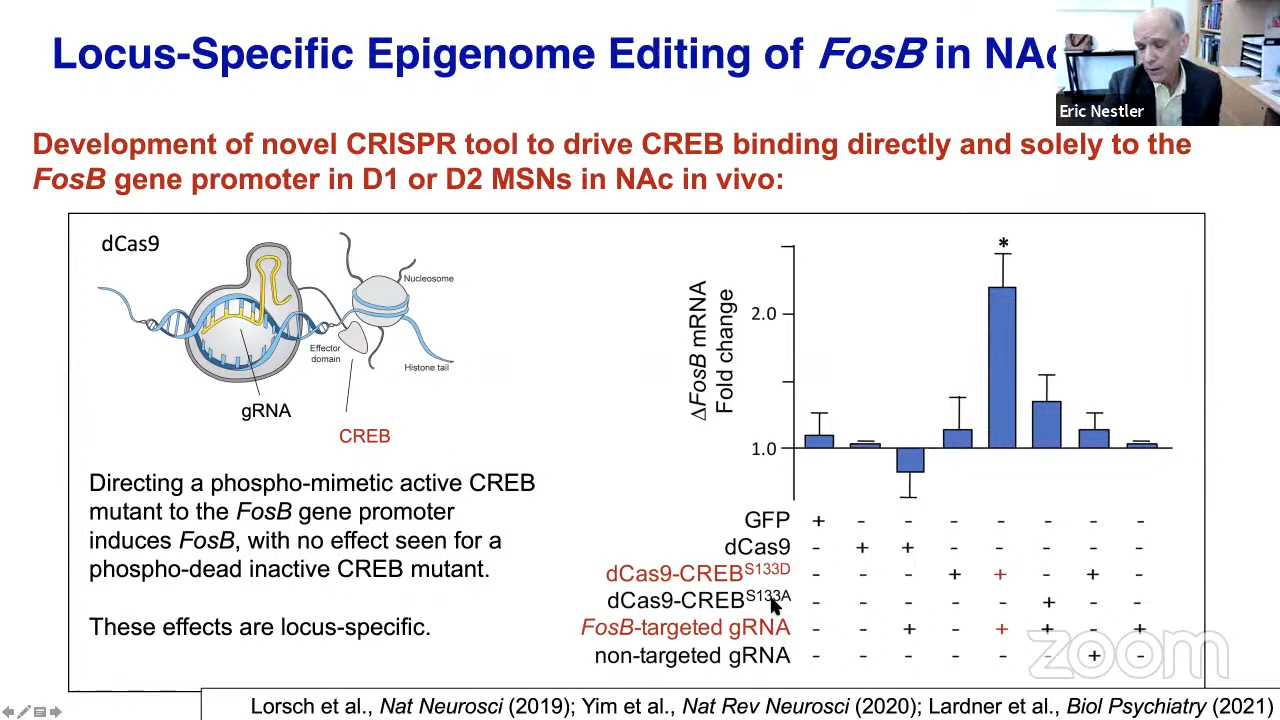 Locus-Specific Epigenome Editing of FosB in NAc
Eric Nestler
Development of novel CRISPR tool to drive CREB binding directly and solely to the
FosB gene promoter in D1 or D2 MSNs in NAc in vivo:
dCas9
Nucleosome
Effector
domain
Histone tail
gRNA
CREB
Directing a phospho-mimetic active CREB
mutant to the FosB gene promoter
induces FosB, with no effect seen for a
phospho-dead inactive CREB mutant.
These effects are locus-specific.
*
ΔFosB mRNA
Fold change
2.0
1.0
GFP + - - - - - - -
dCas9 - + + - - - - -
dCas9-CREBS133D - - - + + - + -
dCas9-CREBS133A - - - - - + - -
FosB-targeted gRNA - - + - + + - +
non-targeted gRNA - - - - - - + -
zoom
Lorsch et al., Nat Neurosci (2019); Yim et al., Nat Rev Neurosci (2020); Lardner et al., Biol Psychiatry (2021)